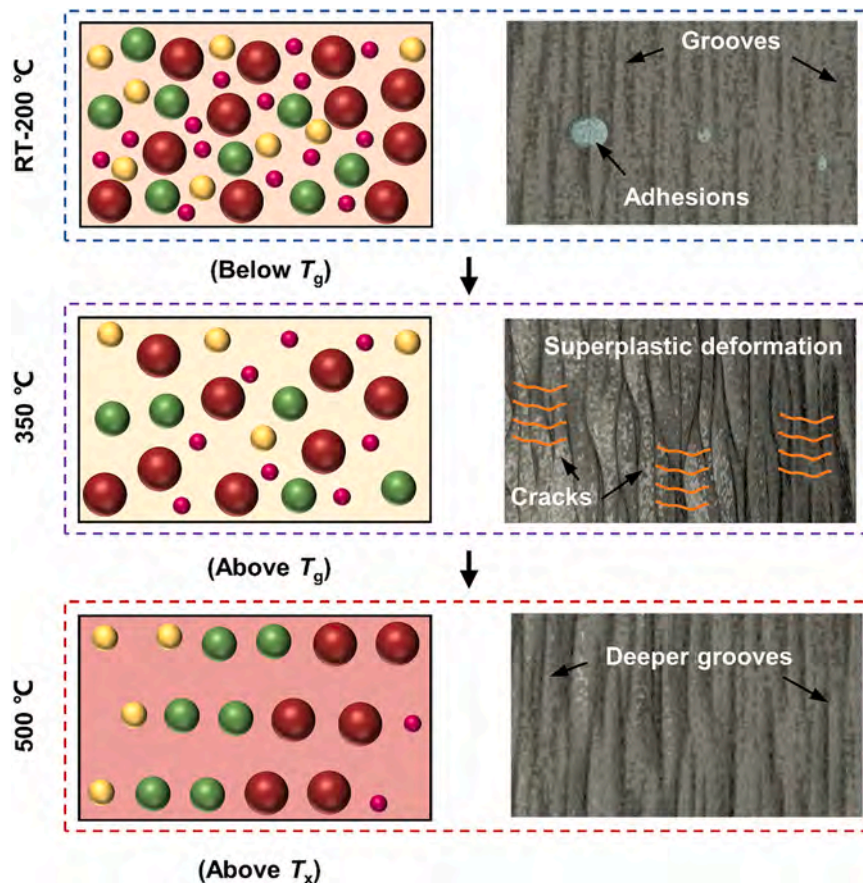 RT-200 ℃
Grooves
Adhesions
(Below Tg)
350 ℃
Superplastic deformation
Cracks
(Above Tg)
500 ℃
Deeper grooves
(Above Tx)